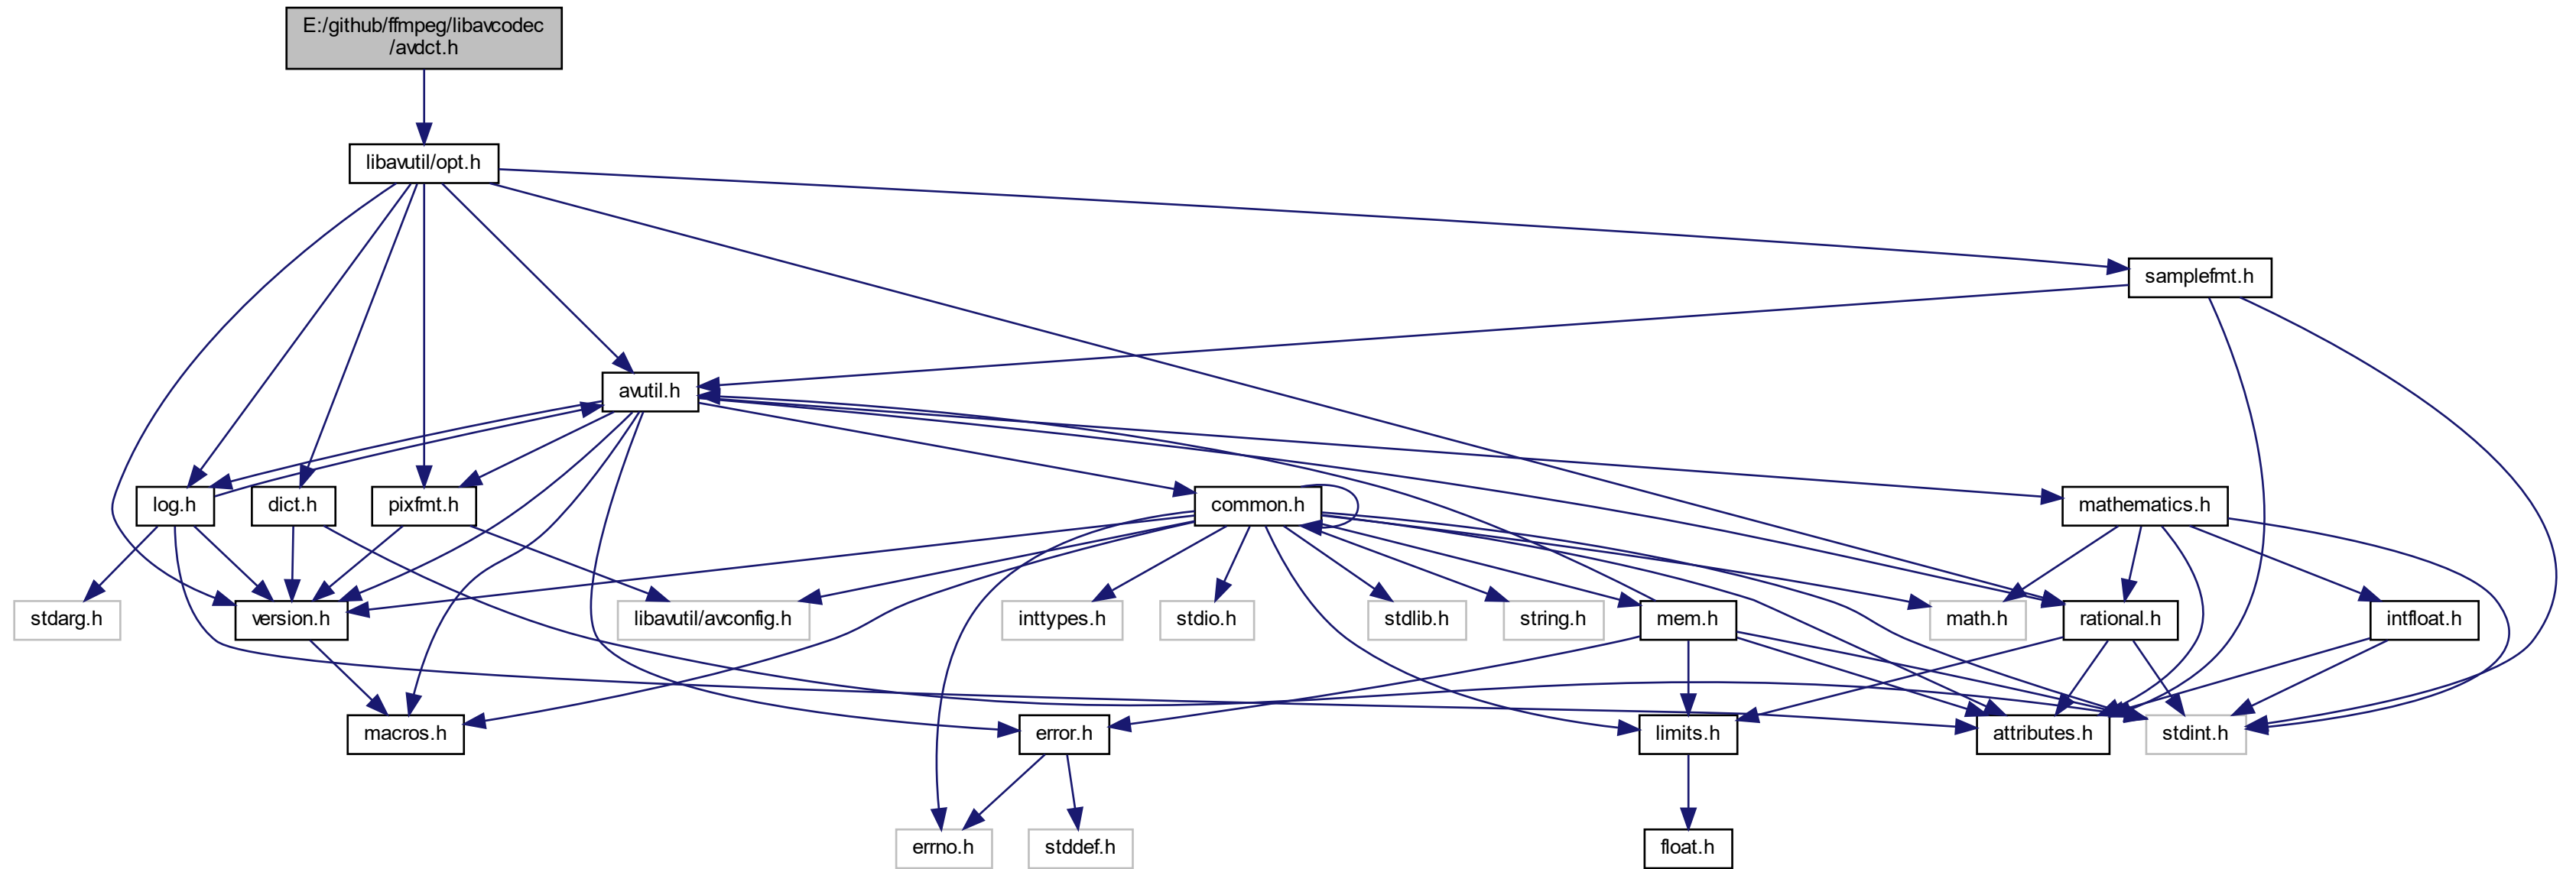 E:/github/ffmpeg/libavcodec
/avdct.h
libavutil/opt.h
samplefmt.h
avutil.h
log.h
dict.h
pixfmt.h
common.h
mathematics.h
stdarg.h
version.h
libavutil/avconfig.h
inttypes.h
stdio.h
stdlib.h
string.h
mem.h
math.h
rational.h
intfloat.h
macros.h
error.h
limits.h
attributes.h
stdint.h
errno.h
stddef.h
float.h